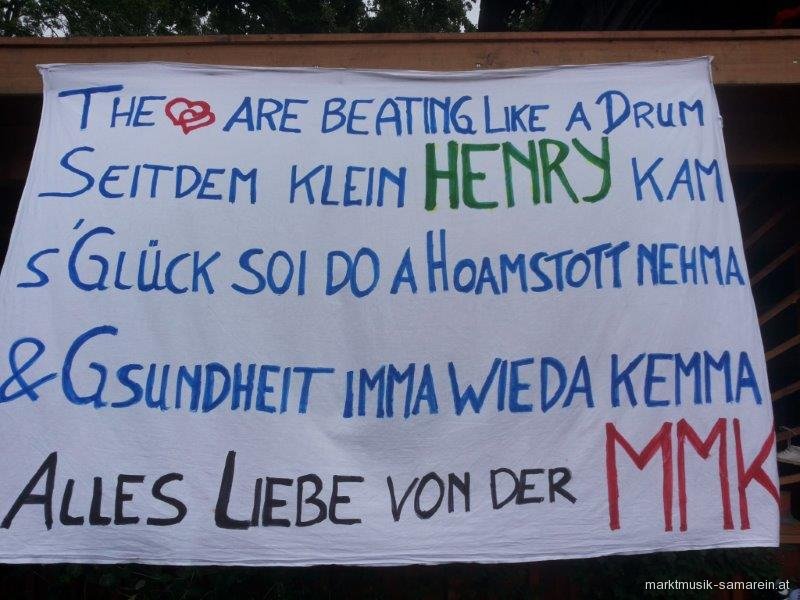 THE ARE BEATING LIKE A DRUM
SEITDEM KLEIN HENRY KAM
S'GLÜCK SOI DO A HOAMSTOTT NEHMA
& GSUNDHEIT IMMA WIEDA KEMMA
ALLES LIEBE VON DER MMK
marktmusik-samarein.at